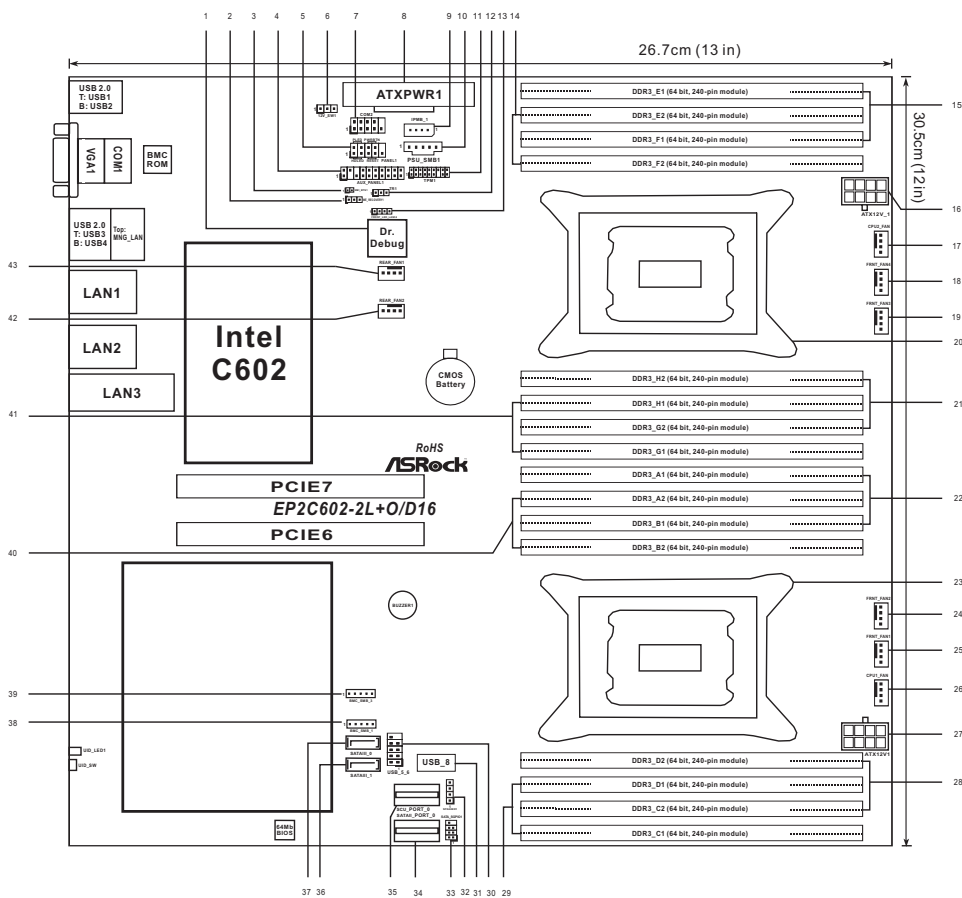 1 2 3 4 5 6 7 8 9 10 11 12 13 14
26.7cm (13 in)
30.5cm (12 in)
USB 2.0
T: USB1
B: USB2
ATXPWR1
12V_SW1
COM2
IPMB_1
1
PSU_SMB1
PANEL1
AUX_PANEL1
TPM1
VGA1
COM1
BMC
ROM
DDR3_E1 (64 bit, 240-pin module)
DDR3_E2 (64 bit, 240-pin module)
DDR3_F1 (64 bit, 240-pin module)
DDR3_F2 (64 bit, 240-pin module)
15
16
ATX12V_1
CPU2_FAN
17
FRNT_FAN4
18
FRNT_FAN3
19
20
USB 2.0
T: USB3
B: USB4
Top:
MNG_LAN
Dr.
Debug
43
REAR_FAN1
42
REAR_FAN2
LAN1
LAN2
LAN3
Intel
C602
CMOS
Battery
41
DDR3_H2 (64 bit, 240-pin module)
DDR3_H1 (64 bit, 240-pin module)
DDR3_G2 (64 bit, 240-pin module)
DDR3_G1 (64 bit, 240-pin module)
21
DDR3_A1 (64 bit, 240-pin module)
DDR3_A2 (64 bit, 240-pin module)
DDR3_B1 (64 bit, 240-pin module)
DDR3_B2 (64 bit, 240-pin module)
22
RoHS
ASRock
PCIE7
EP2C602-2L+O/D16
PCIE6
40
23
FRNT_FAN2
24
FRNT_FAN1
25
CPU1_FAN
26
27
ATX12V1
BUZZER1
39
BMC_SMB_2
38
BMC_SMB_1
UID_LED1
UID_SW
SATAIII_0
SATAIII_1
USB_5_6
USB_8
SCU_PORT_0
SATAII_PORT_0
64Mb
BIOS
DDR3_D2 (64 bit, 240-pin module)
DDR3_D1 (64 bit, 240-pin module)
DDR3_C2 (64 bit, 240-pin module)
DDR3_C1 (64 bit, 240-pin module)
28
37 36 35 34 33 32 31 30 29